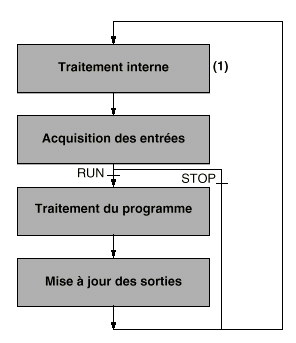 Traitement interne (1)
Acquisition des entrées
RUN STOP
Traitement du programme
Mise à jour des sorties